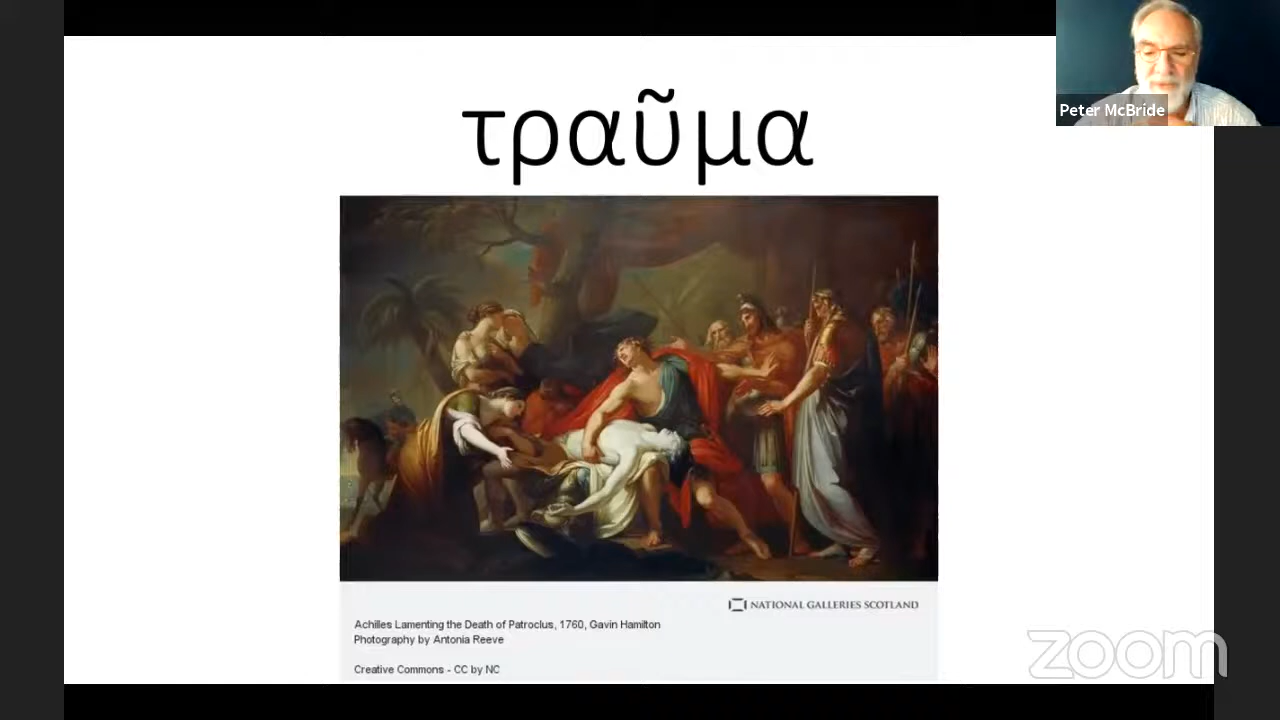 τραῦμα
Peter McBride
NATIONAL GALLERIES SCOTLAND
Achilles Lamenting the Death of Patroclus, 1760, Gavin Hamilton
Photography by Antonia Reeve
Creative Commons - CC by NC
zoom